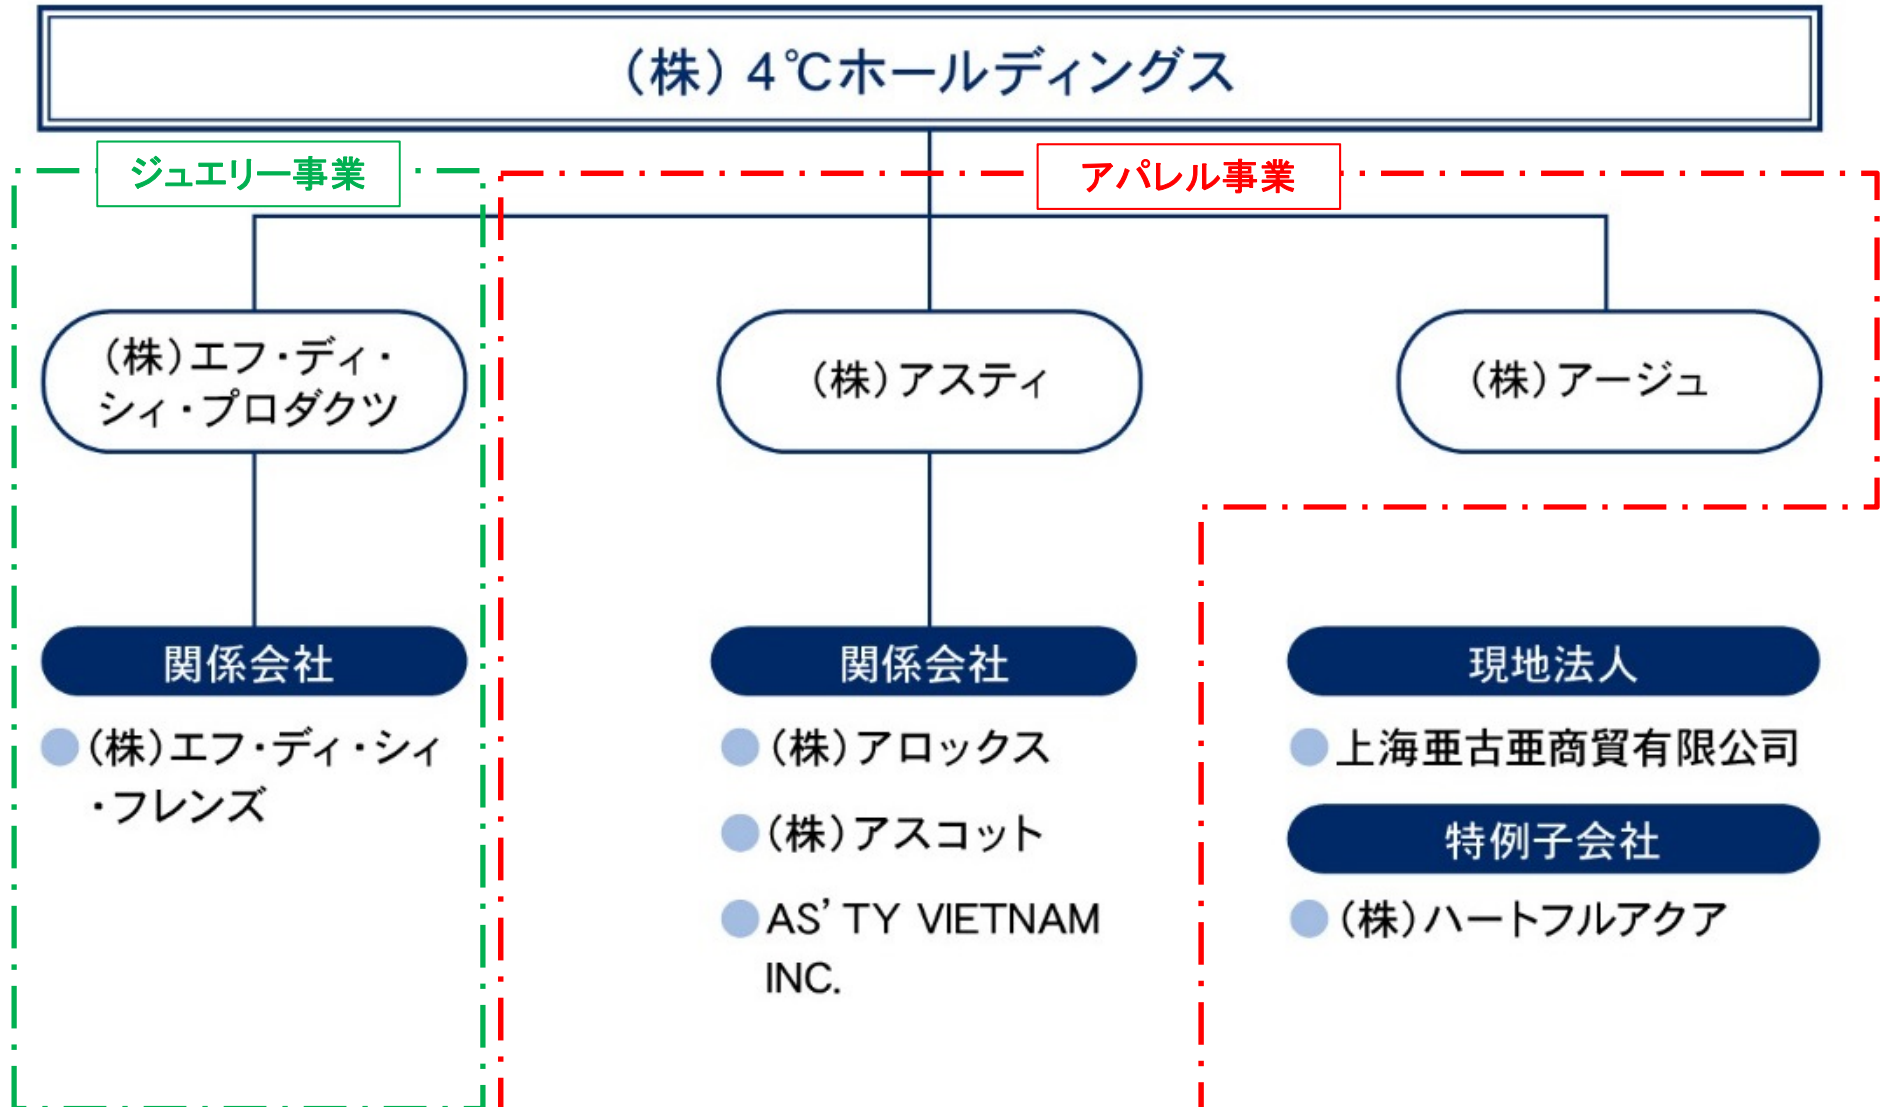 （株）4℃ホールディングス
ジュエリー事業
アパレル事業
（株）エフ・ディ・
シィ・プロダクツ
（株）アスティ
（株）アージュ
関係会社
（株）エフ・ディ・シィ
・フレンズ
関係会社
（株）アロックス
（株）アスコット
AS’TY VIETNAM
INC.
現地法人
上海亜古亜商貿有限公司
特例子会社
（株）ハートフルアクア